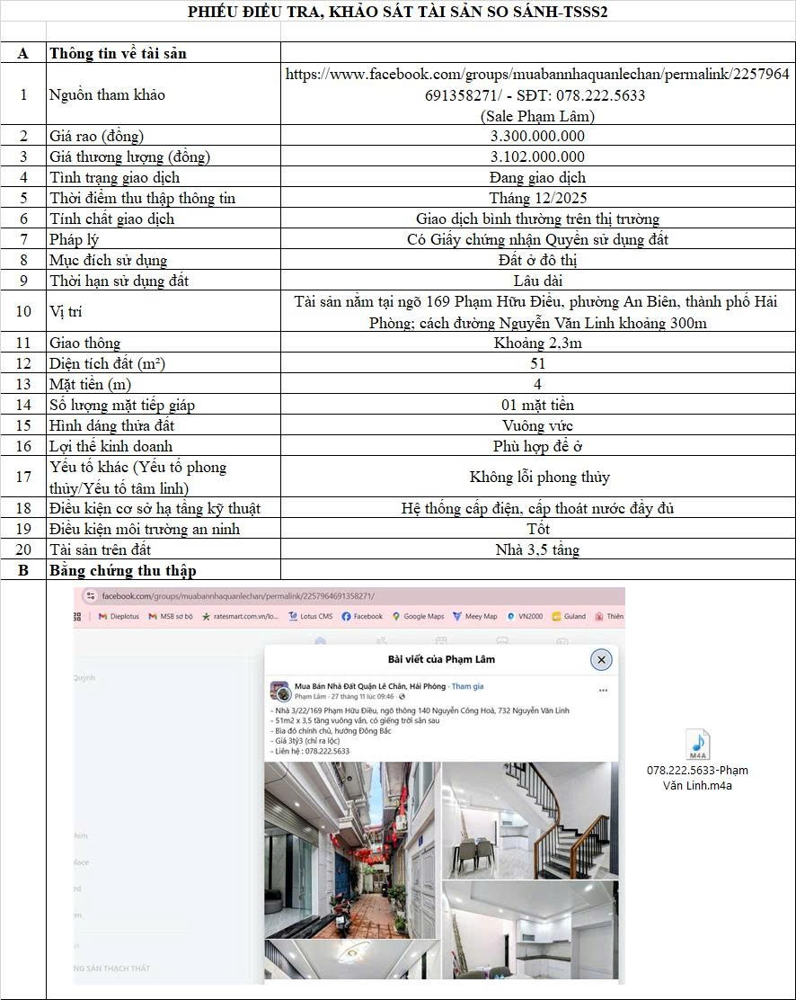 PHIẾU ĐIỀU TRA, KHẢO SÁT TÀI SẢN SO SÁNH-TSSS2
A Thông tin về tài sản
1 Nguồn tham khảo https://www.facebook.com/groups/muabannhaquanlechan/permalink/2257964
691358271/ - SĐT: 078.222.5633
(Sale Phạm Lâm)
2 Giá rao (đồng) 3.300.000.000
3 Giá thương lượng (đồng) 3.102.000.000
4 Tình trạng giao dịch Đang giao dịch
5 Thời điểm thu thập thông tin Tháng 12/2025
6 Tính chất giao dịch Giao dịch bình thường trên thị trường
7 Pháp lý Có Giấy chứng nhận Quyền sử dụng đất
8 Mục đích sử dụng Đất ở đô thị
9 Thời hạn sử dụng đất Lâu dài
10 Vị trí Tài sản nằm tại ngõ 169 Phạm Hữu Điều, phường An Biên, thành phố Hải
Phòng; cách đường Nguyễn Văn Linh khoảng 300m
11 Giao thông Khoảng 2,3m
12 Diện tích đất (m²) 51
13 Mặt tiền (m) 4
14 Số lượng mặt tiếp giáp 01 mặt tiền
15 Hình dáng thửa đất Vuông vức
16 Lợi thế kinh doanh Phù hợp để ở
17 Yếu tố khác (Yếu tố phong
thủy/Yếu tố tâm linh) Không lỗi phong thủy
18 Điều kiện cơ sở hạ tầng kỹ thuật Hệ thống cấp điện, cấp thoát nước đầy đủ
19 Điều kiện môi trường an ninh Tốt
20 Tài sản trên đất Nhà 3,5 tầng
B Bằng chứng thu thập
facebook.com/groups/muabannhaquanlechan/permalink/2257964691358271/
Dieplotus MSB sơ bộ ratesmart.com.vn/lo... Lotus CMS Facebook Google Maps Meey Map VN2000 Guland Thiên
Quỳnh
Bài viết của Phạm Lâm
Mua Bán Nhà Đất Quận Lê Chân, Hải Phòng · Tham gia
Phạm Lâm · 27 tháng 11 lúc 09:46 ·
- Nhà 3/22/169 Phạm Hữu Điều, ngõ thông 140 Nguyễn Công Hoà, 732 Nguyễn Văn Linh
- 51m2 x 3,5 tầng vuông vắn, có giếng trời sân sau
- Bìa đỏ chính chủ, hướng Đông Bắc
- Giá 3tỷ3 (chỉ ra lộc)
- Liên hệ : 078.222.5633
M4A
078.222.5633-Phạm
Văn Linh.m4a
NG SẢN THẠCH THẤT